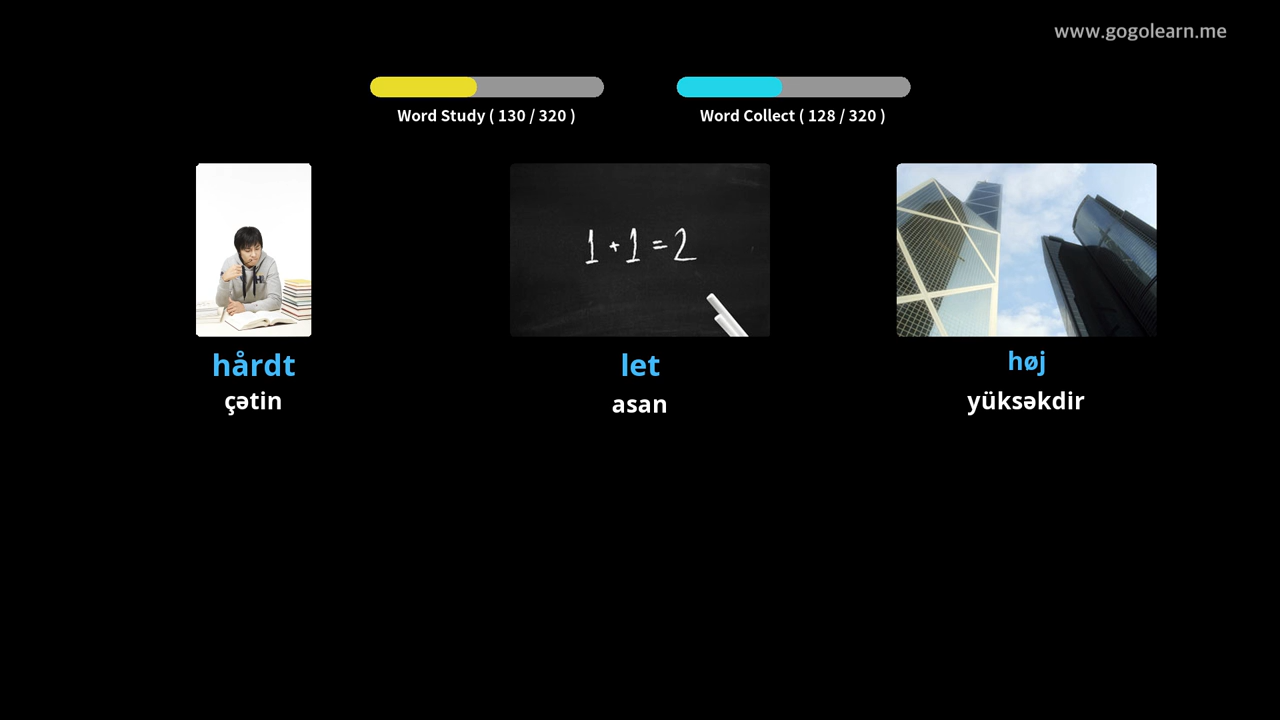 www.gogolearn.me
Word Study ( 130 / 320 )
Word Collect ( 128 / 320 )
1 + 1 = 2
hårdt
let
høj
çətin
asan
yüksəkdir